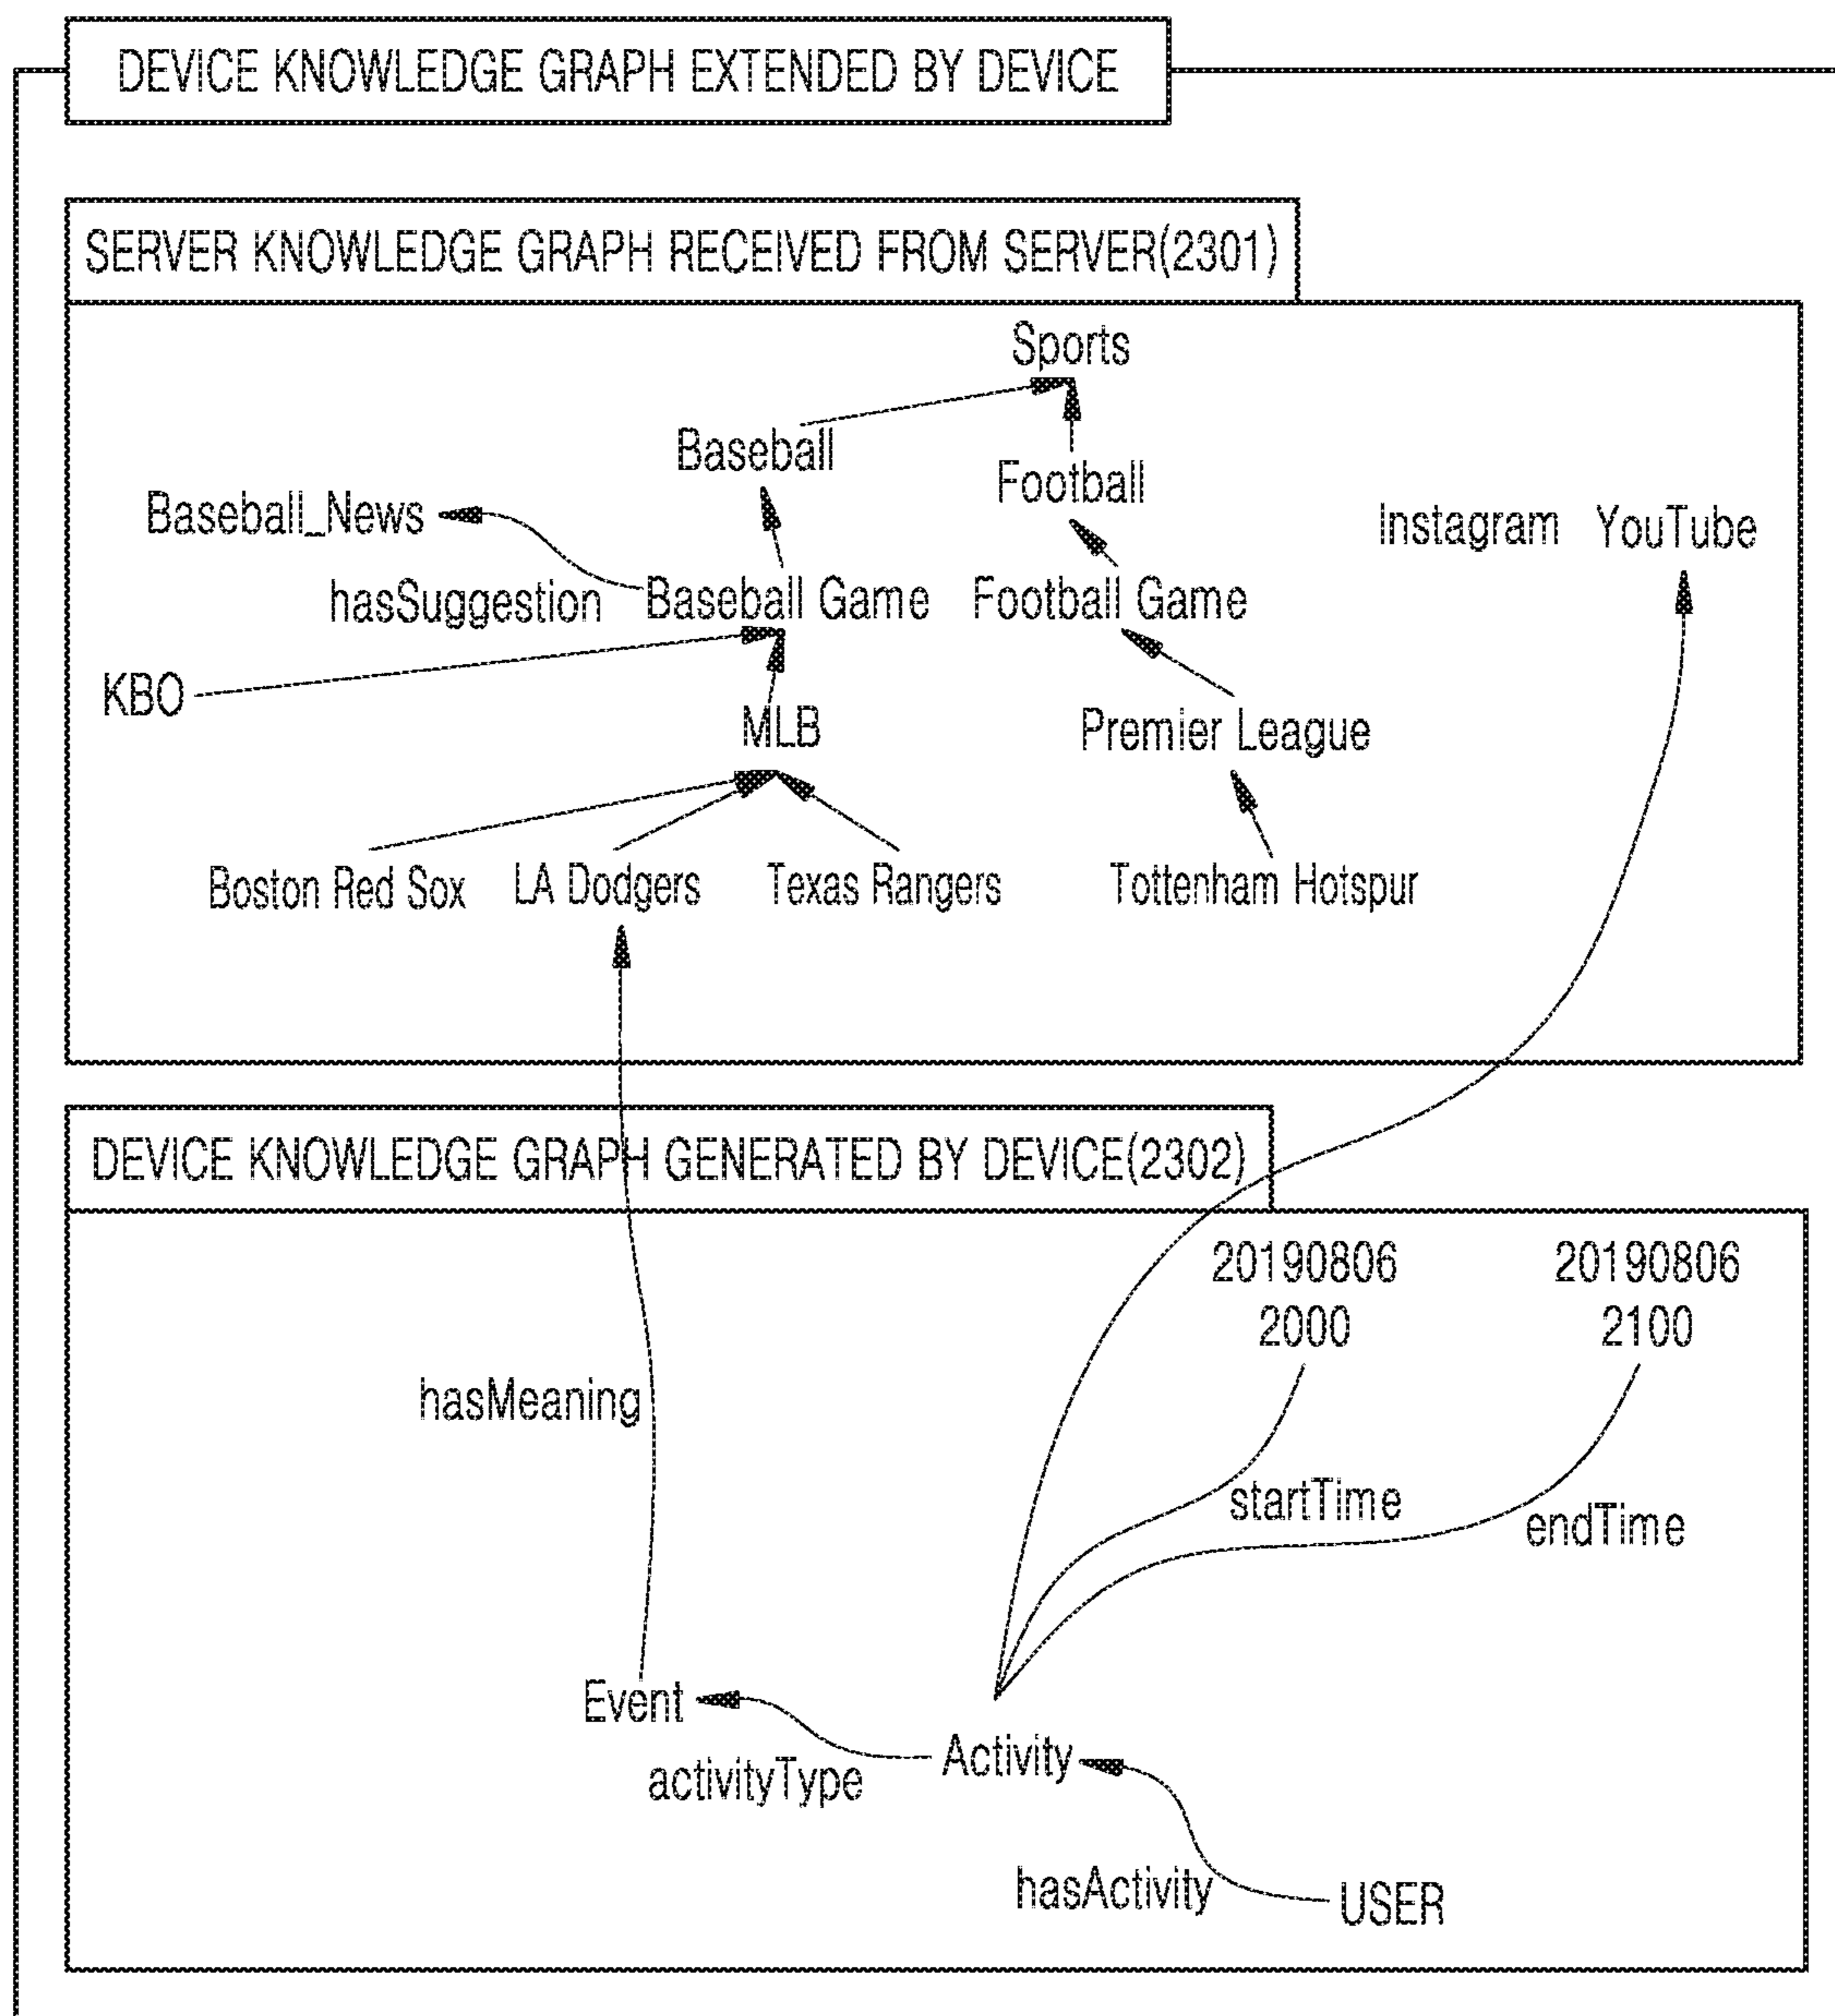 DEVICE KNOWLEDGE GRAPH EXTENDED BY DEVICE
SERVER KNOWLEDGE GRAPH RECEIVED FROM SERVER(2301)
Sports
Baseball
Football
Baseball_News
Instagram YouTube
hasSuggestion
Baseball Game
Football Game
KBO
MLB
Premier League
Boston Red Sox
LA Dodgers
Texas Rangers
Tottenham Hotspur
DEVICE KNOWLEDGE GRAPH GENERATED BY DEVICE(2302)
20190806
2000
20190806
2100
hasMeaning
startTime
endTime
Event
Activity
activityType
hasActivity
USER